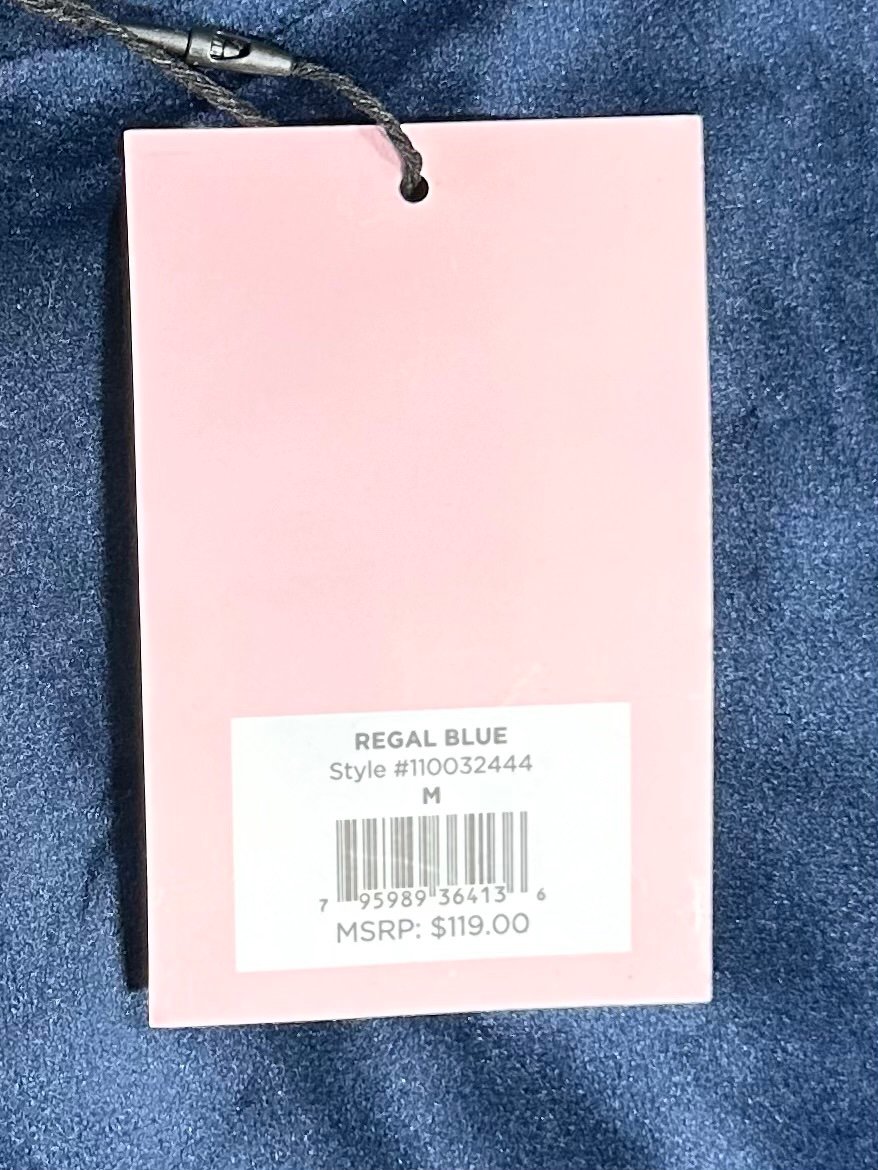 REGAL BLUE
Style #110032444
M
7 95989 36413 6
MSRP: $119.00